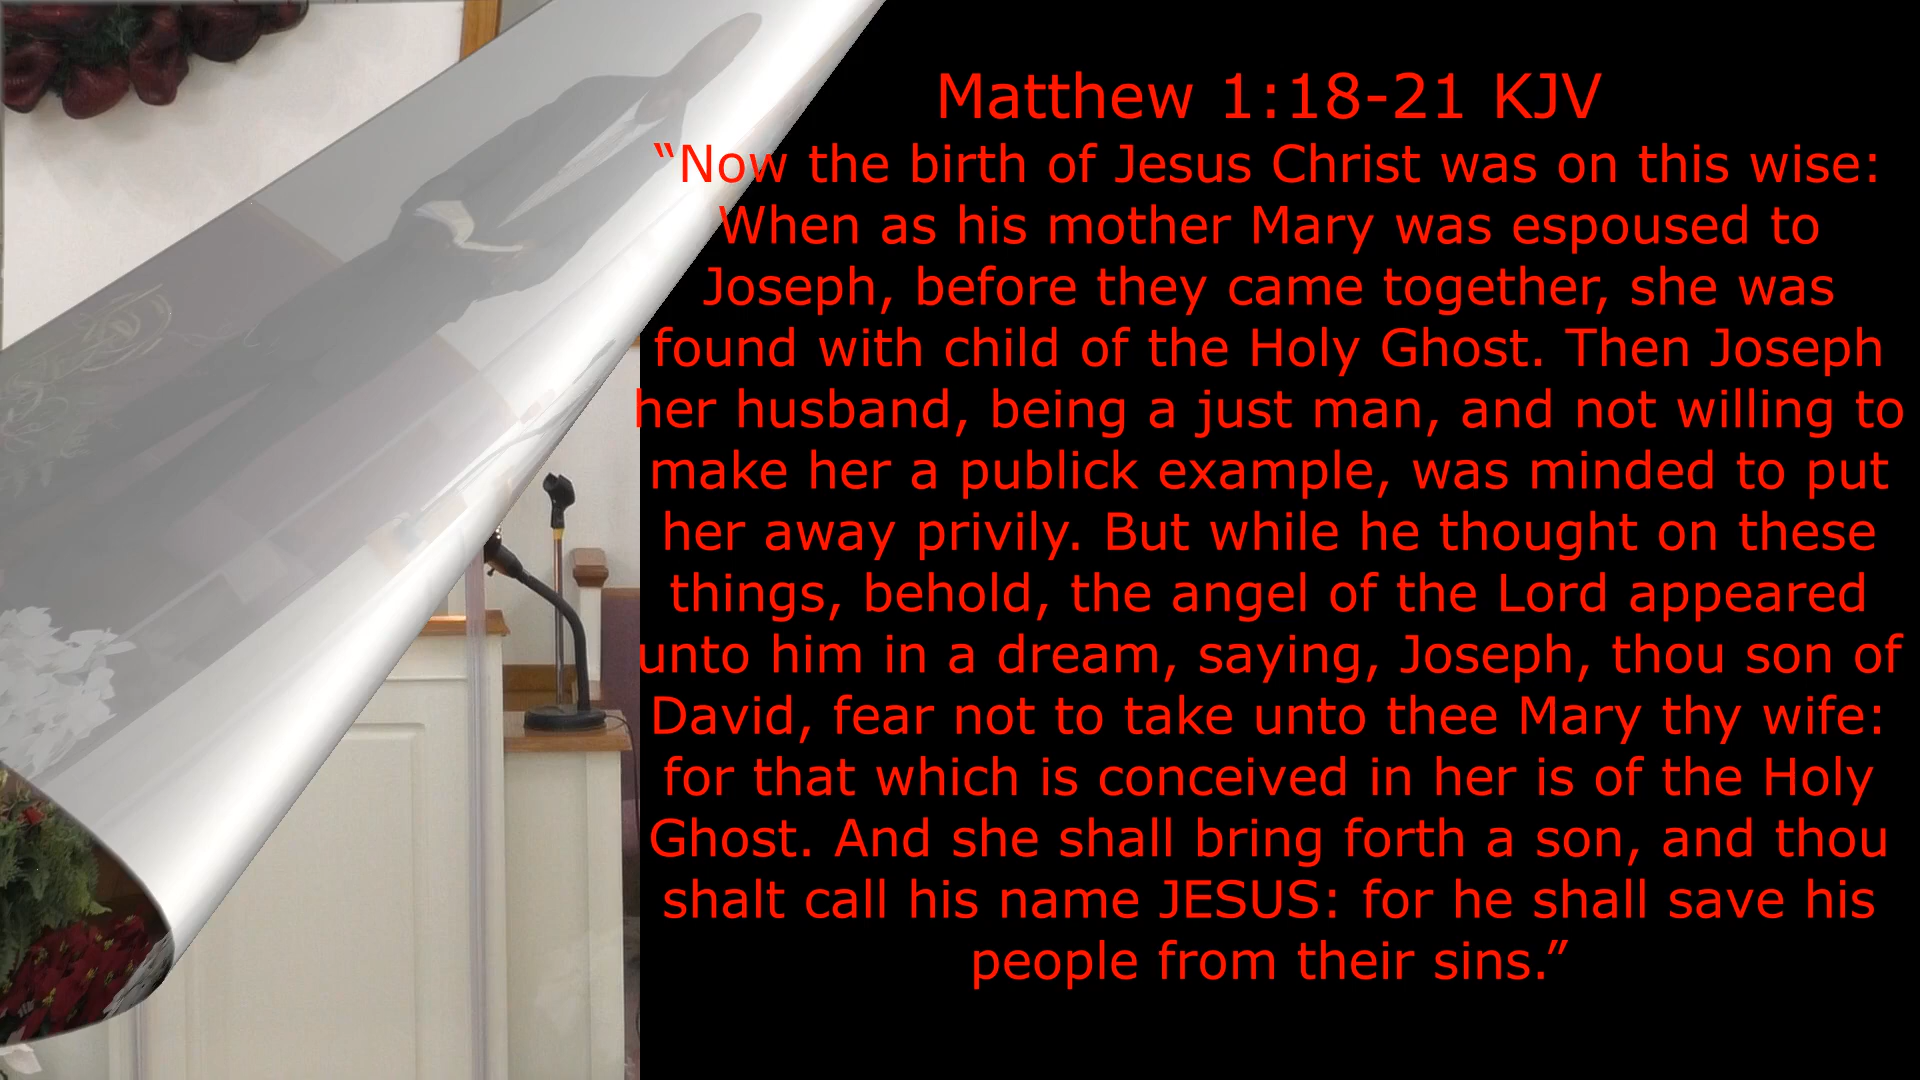 Matthew 1:18-21 KJV
“Now the birth of Jesus Christ was on this wise:
When as his mother Mary was espoused to
Joseph, before they came together, she was
found with child of the Holy Ghost. Then Joseph
her husband, being a just man, and not willing to
make her a publick example, was minded to put
her away privily. But while he thought on these
things, behold, the angel of the Lord appeared
unto him in a dream, saying, Joseph, thou son of
David, fear not to take unto thee Mary thy wife:
for that which is conceived in her is of the Holy
Ghost. And she shall bring forth a son, and thou
shalt call his name JESUS: for he shall save his
people from their sins.”